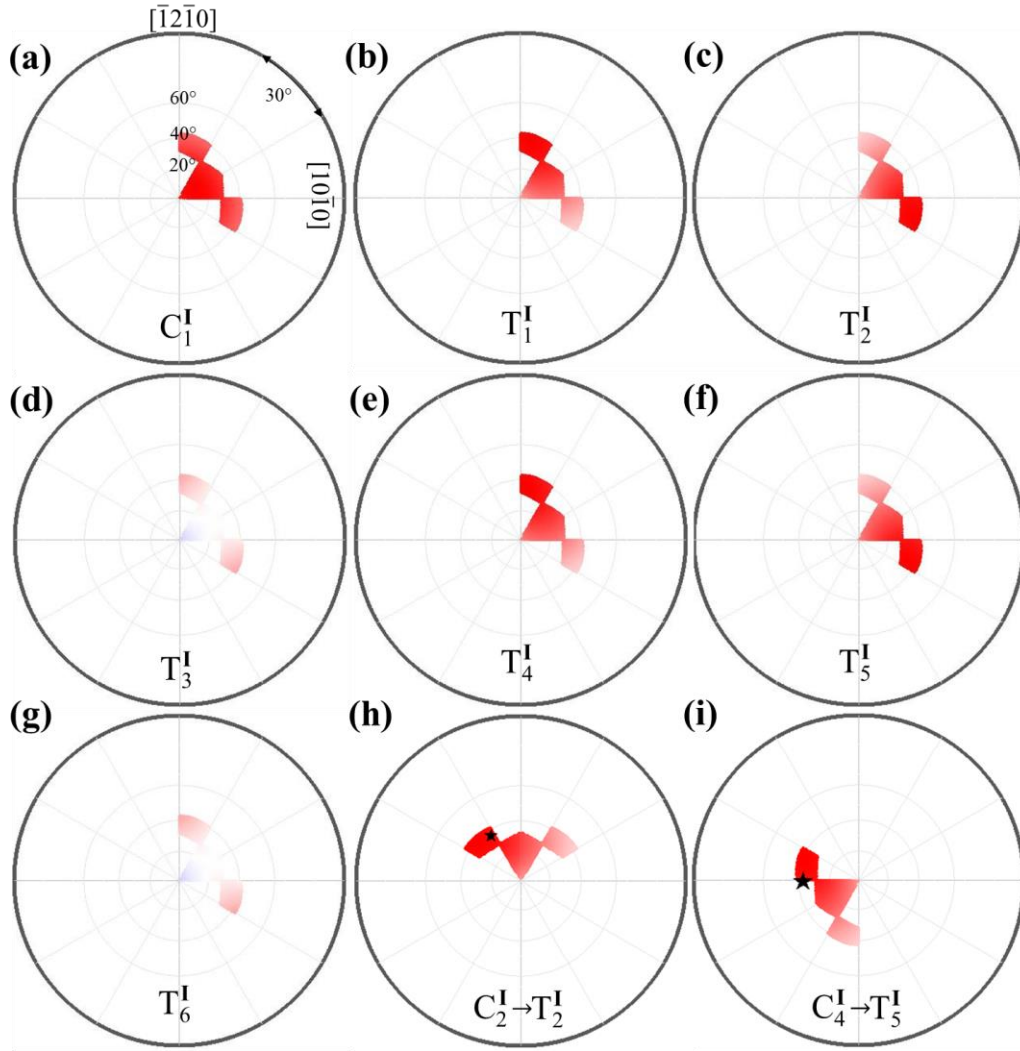 [1̅21̅0]
(a)
60°
40°
20°
30°
[101̅0]
C₁ᴵ
(b)
T₁ᴵ
(c)
T₂ᴵ
(d)
T₃ᴵ
(e)
T₄ᴵ
(f)
T₅ᴵ
(g)
T₆ᴵ
(h)
C₂ᴵ→T₂ᴵ
(i)
C₄ᴵ→T₅ᴵ